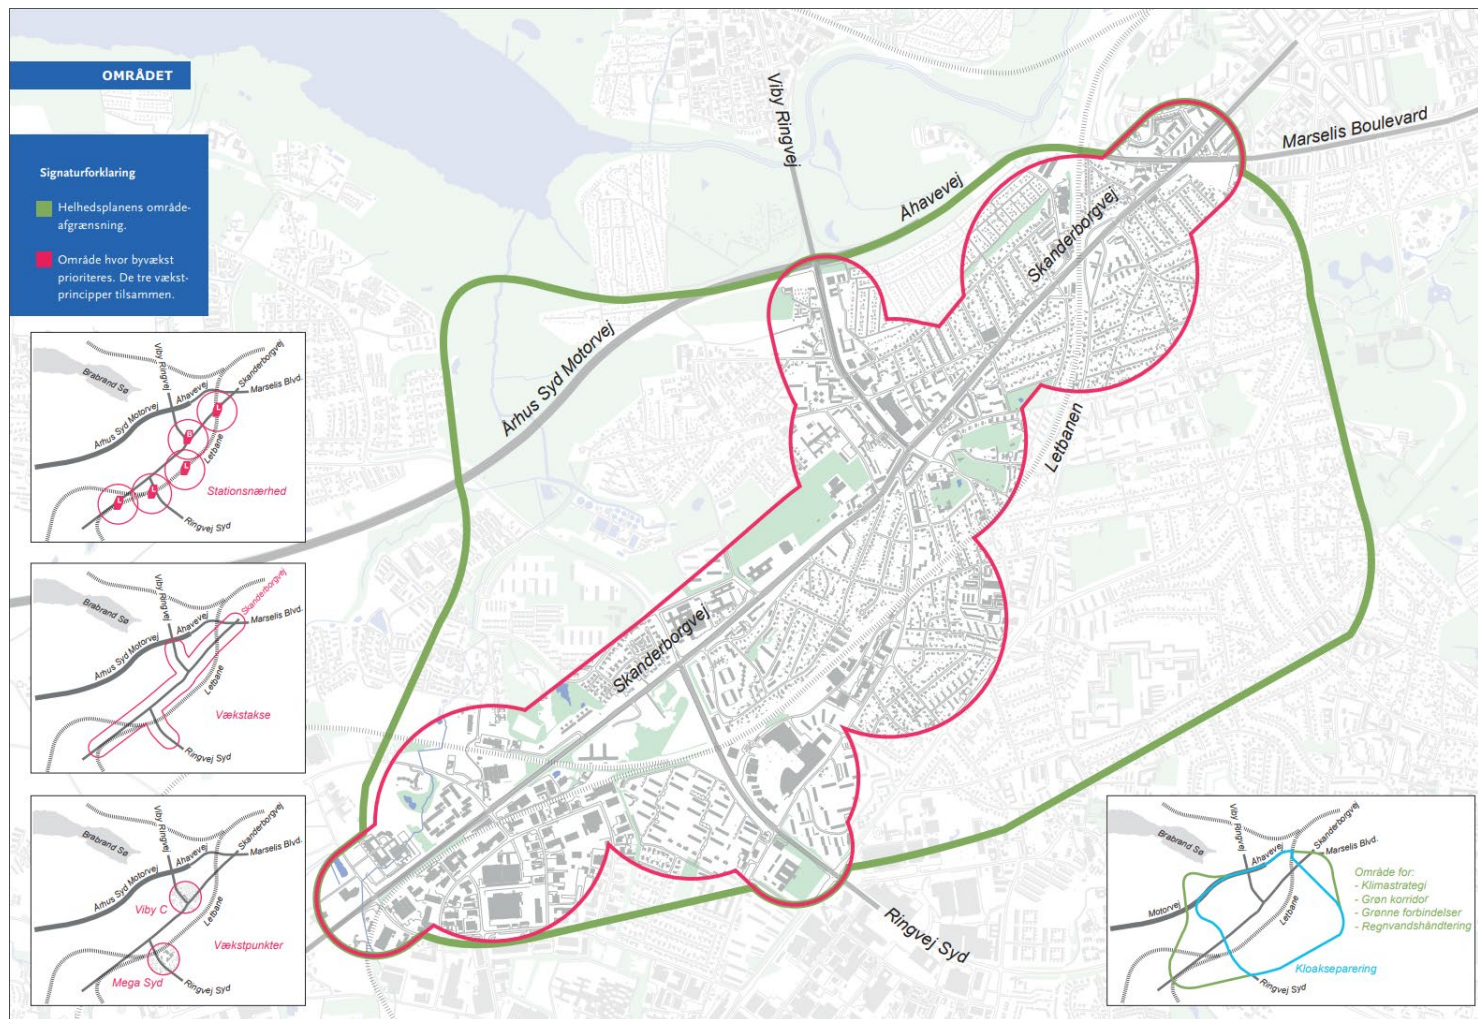 OMRÅDET
Signaturforklaring
Helhedsplanens område-
afgrænsning.
Område hvor byvækst
prioriteres. De tre vækst-
principper tilsammen.
Viby Ringvej
Marselis Boulevard
Åhavevej
Skanderborgvej
Århus Syd Motorvej
Letbanen
Skanderborgvej
Ringvej Syd
Brabrand Sø
Viby Ringvej
Skanderborgvej
Åhavevej
Marselis Blvd.
Århus Syd Motorvej
L
B
L
L
L
Letbane
Stationsnærhed
Ringvej Syd
Brabrand Sø
Viby Ringvej
Skanderborgvej
Åhavevej
Marselis Blvd.
Århus Syd Motorvej
Letbane
Vækstakse
Ringvej Syd
Brabrand Sø
Viby Ringvej
Skanderborgvej
Åhavevej
Marselis Blvd.
Århus Syd Motorvej
Viby C
Letbane
Vækstpunkter
Mega Syd
Ringvej Syd
Brabrand Sø
Viby Ringvej
Skanderborgvej
Åhavevej
Marselis Blvd.
Motorvej
Letbane
Område for:
- Klimastrategi
- Grøn korridor
- Grønne forbindelser
- Regnvandshåndtering
Kloakseparering
Ringvej Syd